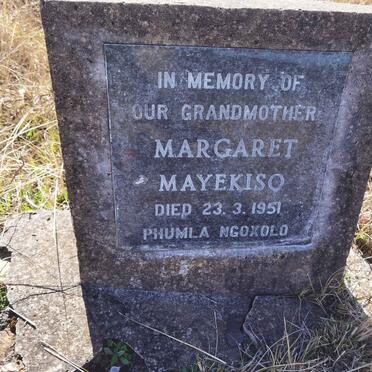 IN MEMORY OF
OUR GRANDMOTHER
MARGARET
MAYEKISO
DIED 23.3.1951
PHUMLA NGOXOLO